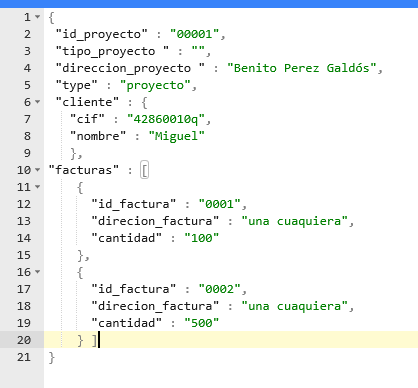 1 {
2 "id_proyecto" : "00001",
3 "tipo_proyecto " : "",
4 "direccion_proyecto " : "Benito Perez Galdós",
5 "type" : "proyecto",
6 "cliente" : {
7 "cif" : "42860010q",
8 "nombre" : "Miguel"
9 },
10 "facturas" : [
11 {
12 "id_factura" : "0001",
13 "direcion_factura" : "una cuaquiera",
14 "cantidad" : "100"
15 },
16 {
17 "id_factura" : "0002",
18 "direcion_factura" : "una cuaquiera",
19 "cantidad" : "500"
20 } ]
21 }